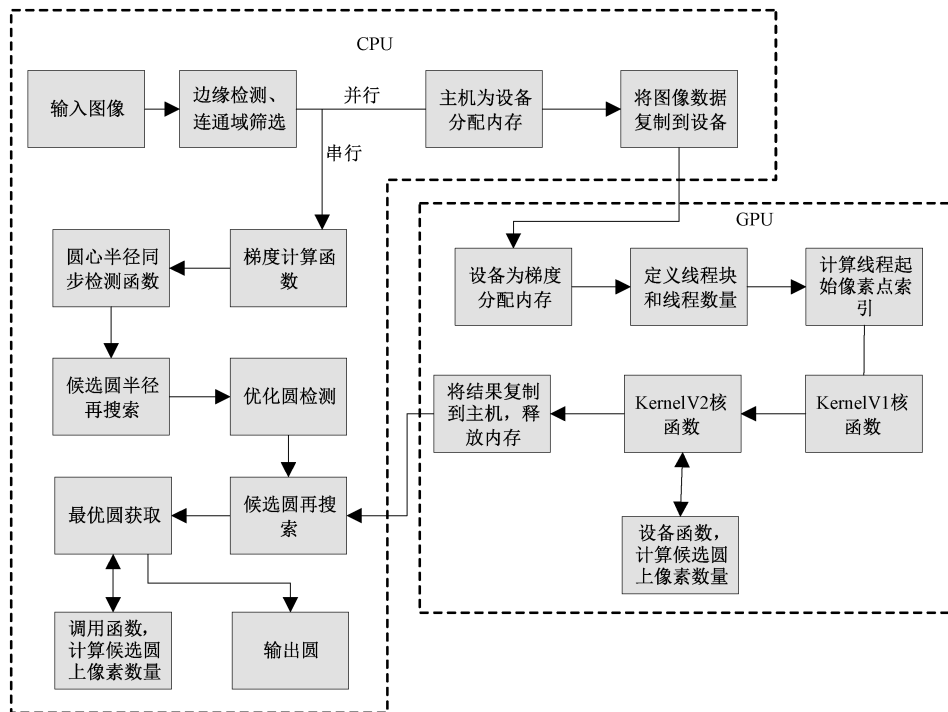 CPU
输入图像
边缘检测、
连通域筛选
并行
主机为设备
分配内存
将图像数据
复制到设备
串行
GPU
圆心半径同
步检测函数
梯度计算函
数
设备为梯度
分配内存
定义线程块
和线程数量
计算线程起
始像素点索
引
候选圆半径
再搜索
优化圆检测
将结果复制
到主机，释
放内存
KernelV2核
函数
KernelV1核
函数
最优圆获取
候选圆再搜
索
设备函数，
计算候选圆
上像素数量
调用函数，
计算候选圆
上像素数量
输出圆